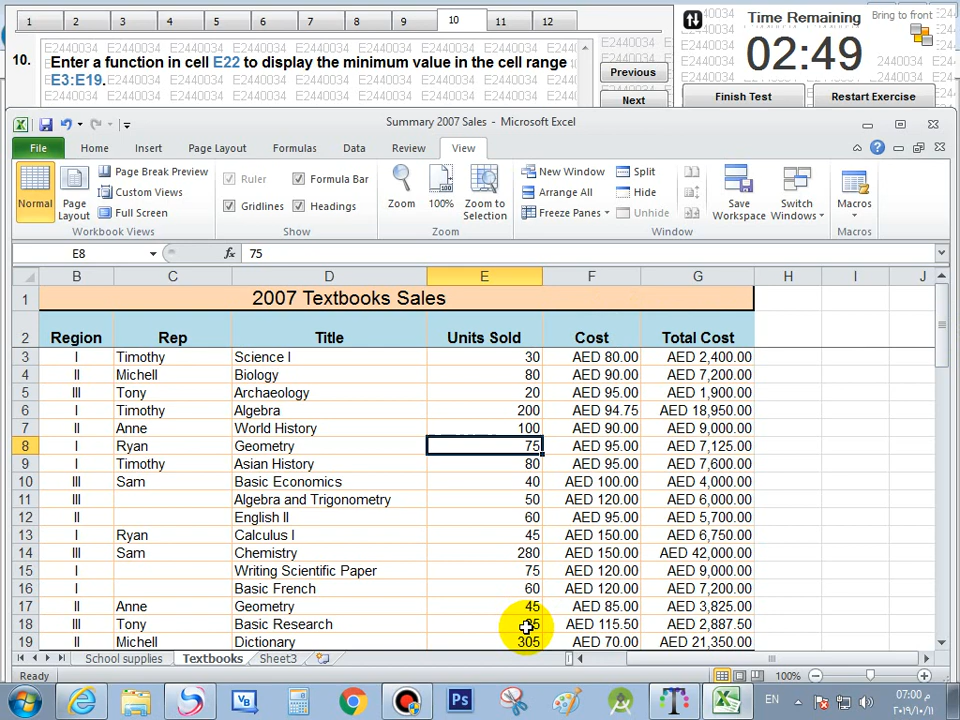 1 2 3 4 5 6 7 8 9 10 11 12
10. Enter a function in cell E22 to display the minimum value in the cell range
E3:E19.
E2440034 E2440034 E2440034 E2440034 E2440034 E2440034 E2440034 E2440034
Previous
Next
Time Remaining
02:49
Bring to front
Finish Test
Restart Exercise
Summary 2007 Sales - Microsoft Excel
File Home Insert Page Layout Formulas Data Review View
Normal
Page Layout
Page Break Preview
Custom Views
Full Screen
Workbook Views
Ruler
Formula Bar
Gridlines
Headings
Show
Zoom
100%
Zoom to Selection
Zoom
New Window
Arrange All
Freeze Panes
Split
Hide
Unhide
Save Workspace
Switch Windows
Window
Macros
Macros
E8 fx 75
B C D E F G H I J
1 2007 Textbooks Sales
2 Region Rep Title Units Sold Cost Total Cost
3 I Timothy Science I 30 AED 80.00 AED 2,400.00
4 II Michell Biology 80 AED 90.00 AED 7,200.00
5 III Tony Archaeology 20 AED 95.00 AED 1,900.00
6 I Timothy Algebra 200 AED 94.75 AED 18,950.00
7 II Anne World History 100 AED 90.00 AED 9,000.00
8 I Ryan Geometry 75 AED 95.00 AED 7,125.00
9 I Timothy Asian History 80 AED 95.00 AED 7,600.00
10 III Sam Basic Economics 40 AED 100.00 AED 4,000.00
11 III Algebra and Trigonometry 50 AED 120.00 AED 6,000.00
12 II English II 60 AED 95.00 AED 5,700.00
13 I Ryan Calculus I 45 AED 150.00 AED 6,750.00
14 III Sam Chemistry 280 AED 150.00 AED 42,000.00
15 I Writing Scientific Paper 75 AED 120.00 AED 9,000.00
16 I Basic French 60 AED 120.00 AED 7,200.00
17 II Anne Geometry 45 AED 85.00 AED 3,825.00
18 III Tony Basic Research AED 115.50 AED 2,887.50
19 II Michell Dictionary 305 AED 70.00 AED 21,350.00
School supplies Textbooks Sheet3
Ready
100%
VB
Ps
EN
07:00 م
٢٠١٩/١٠/١١